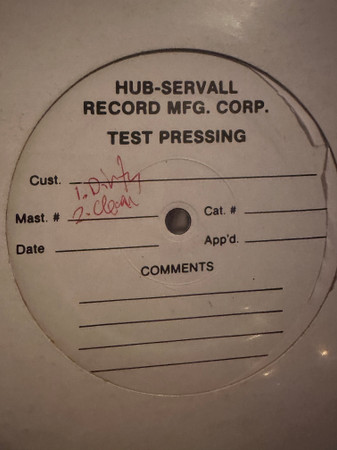 HUB-SERVALL
RECORD MFG. CORP.
TEST PRESSING
Cust.
1. Dirty
Mast. # 2. Clean Cat. #
Date App'd.
COMMENTS